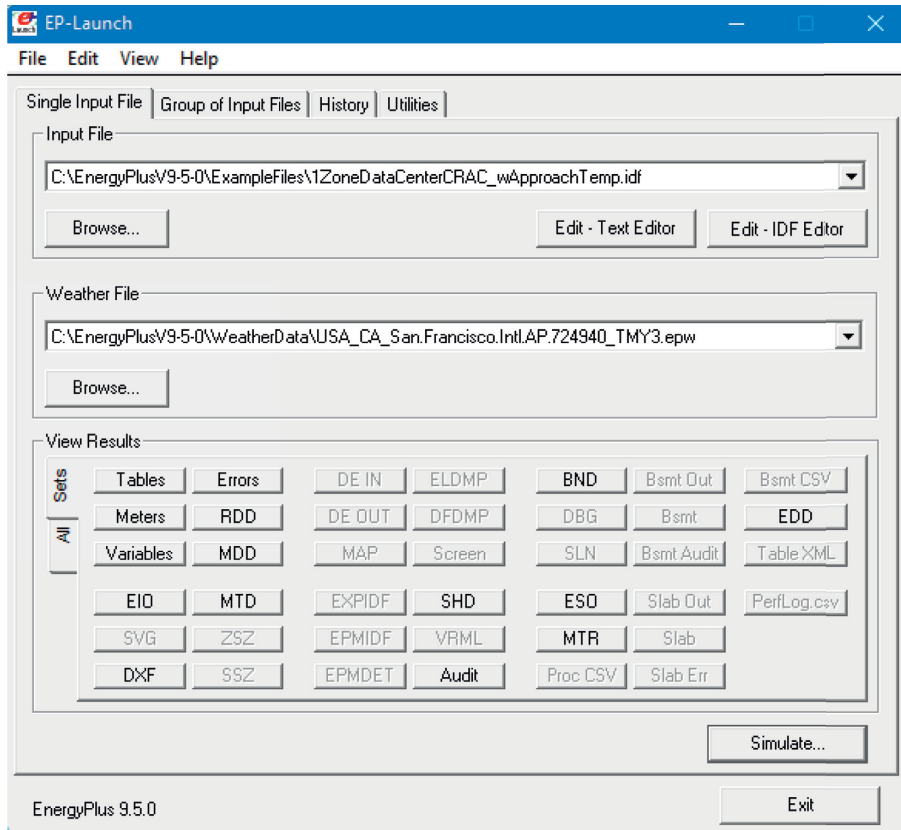 EP-Launch
File Edit View Help
Single Input File Group of Input Files History Utilities
Input File
C:\EnergyPlusV9-5-0\ExampleFiles\1ZoneDataCenterCRAC_wApproachTemp.idf
Browse... Edit - Text Editor Edit - IDF Editor
Weather File
C:\EnergyPlusV9-5-0\WeatherData\USA_CA_San.Francisco.Intl.AP.724940_TMY3.epw
Browse...
View Results
Sets
All
Tables Errors DE IN ELDMP BND Bsmt Out Bsmt CSV
Meters RDD DE OUT DFDMP DBG Bsmt EDD
Variables MDD MAP Screen SLN Bsmt Audit Table XML
EIO MTD EXPIDF SHD ESO Slab Out PerfLog.csv
SVG ZSZ EPMIDF VRML MTR Slab
DXF SSZ EPMDET Audit Proc CSV Slab Err
Simulate...
EnergyPlus 9.5.0 Exit